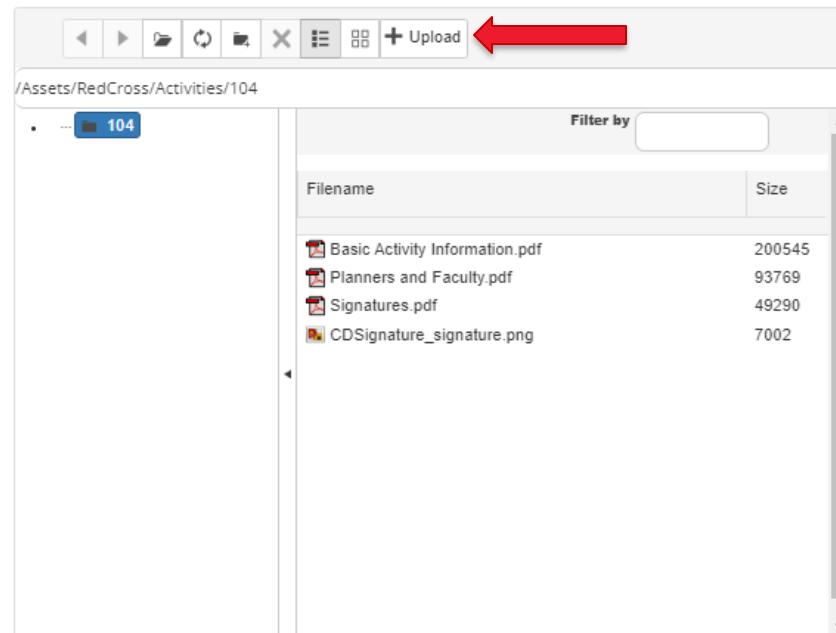 Upload
/Assets/RedCross/Activities/104
104
Filter by
Filename Size
Basic Activity Information.pdf 200545
Planners and Faculty.pdf 93769
Signatures.pdf 49290
CDSignature_signature.png 7002